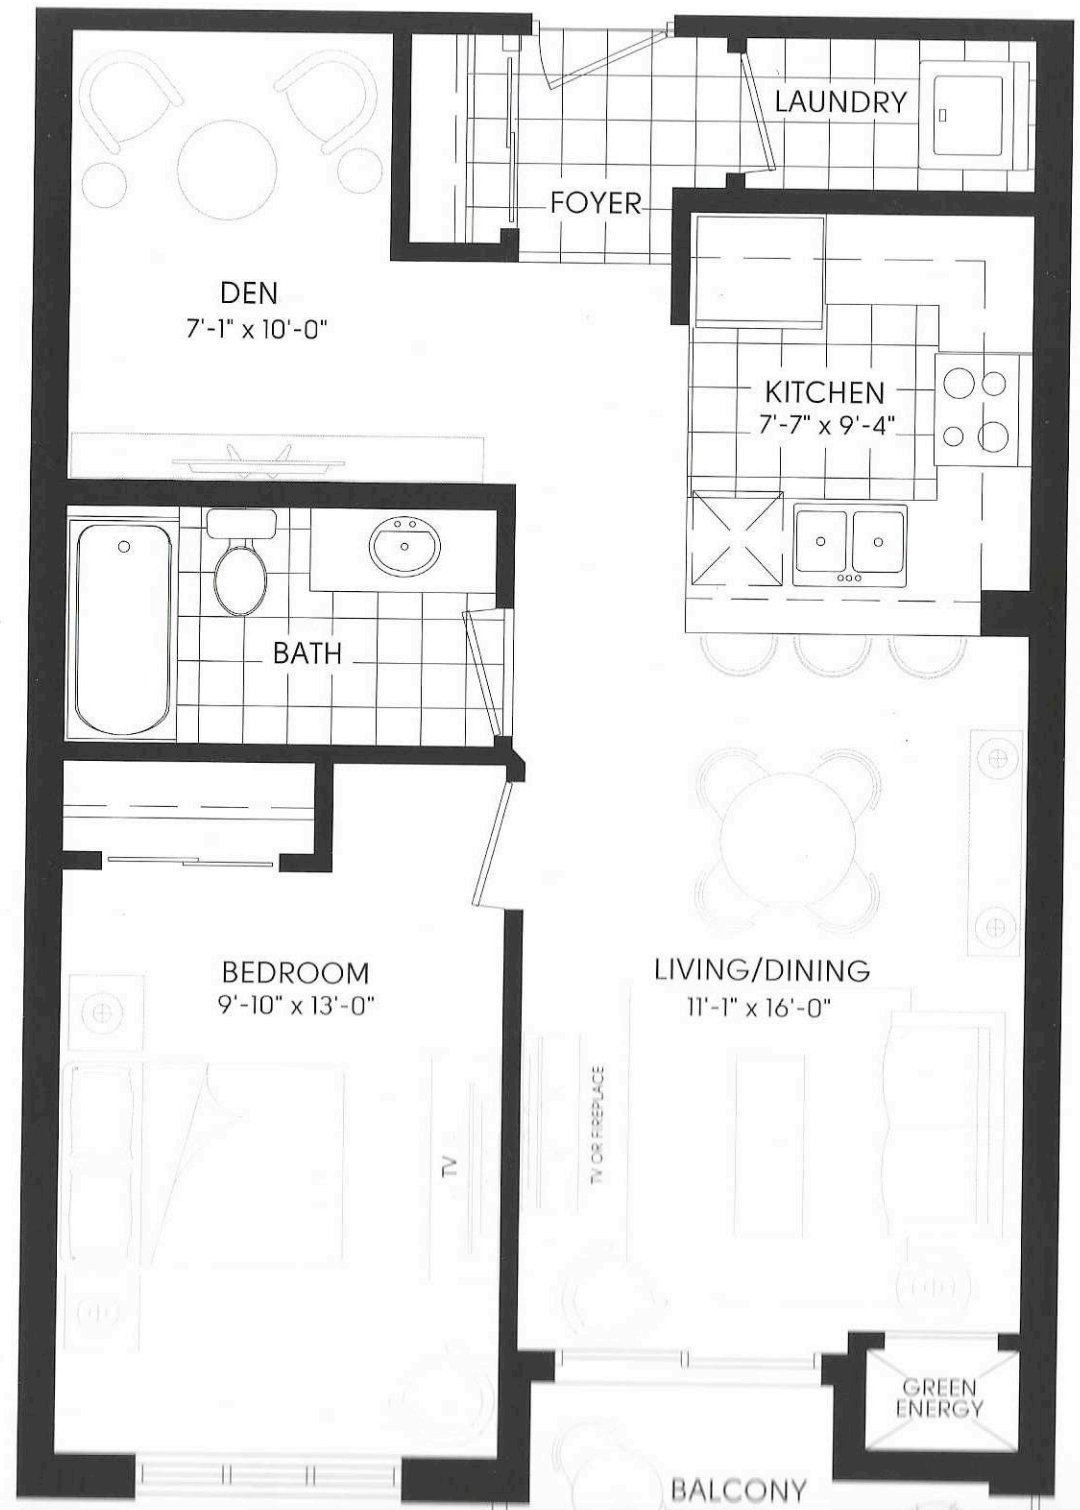 LAUNDRY
FOYER
DEN
7'-1" x 10'-0"
KITCHEN
7'-7" x 9'-4"
BATH
BEDROOM
9'-10" x 13'-0"
LIVING/DINING
11'-1" x 16'-0"
TV
TV OR FIREPLACE
GREEN
ENERGY
BALCONY